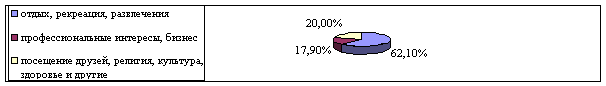 отдых, рекреация, развлечения
профессиональные интересы, бизнес
посещение друзей, религия, культура,
здоровье и другие
20,00%
17,90%
62,10%